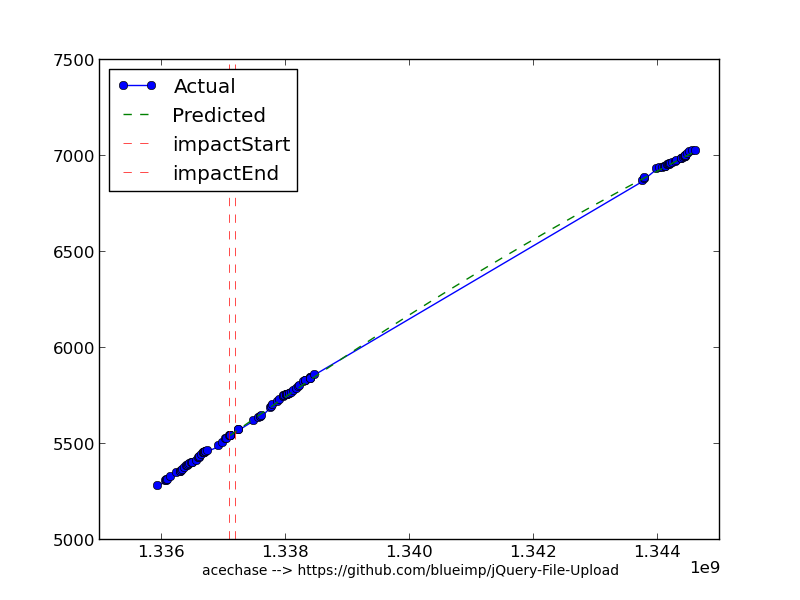 7500
7000
6500
6000
5500
5000
Actual
Predicted
impactStart
impactEnd
1.336 1.338 1.340 1.342 1.344
1e9
acechase --> https://github.com/blueimp/jQuery-File-Upload